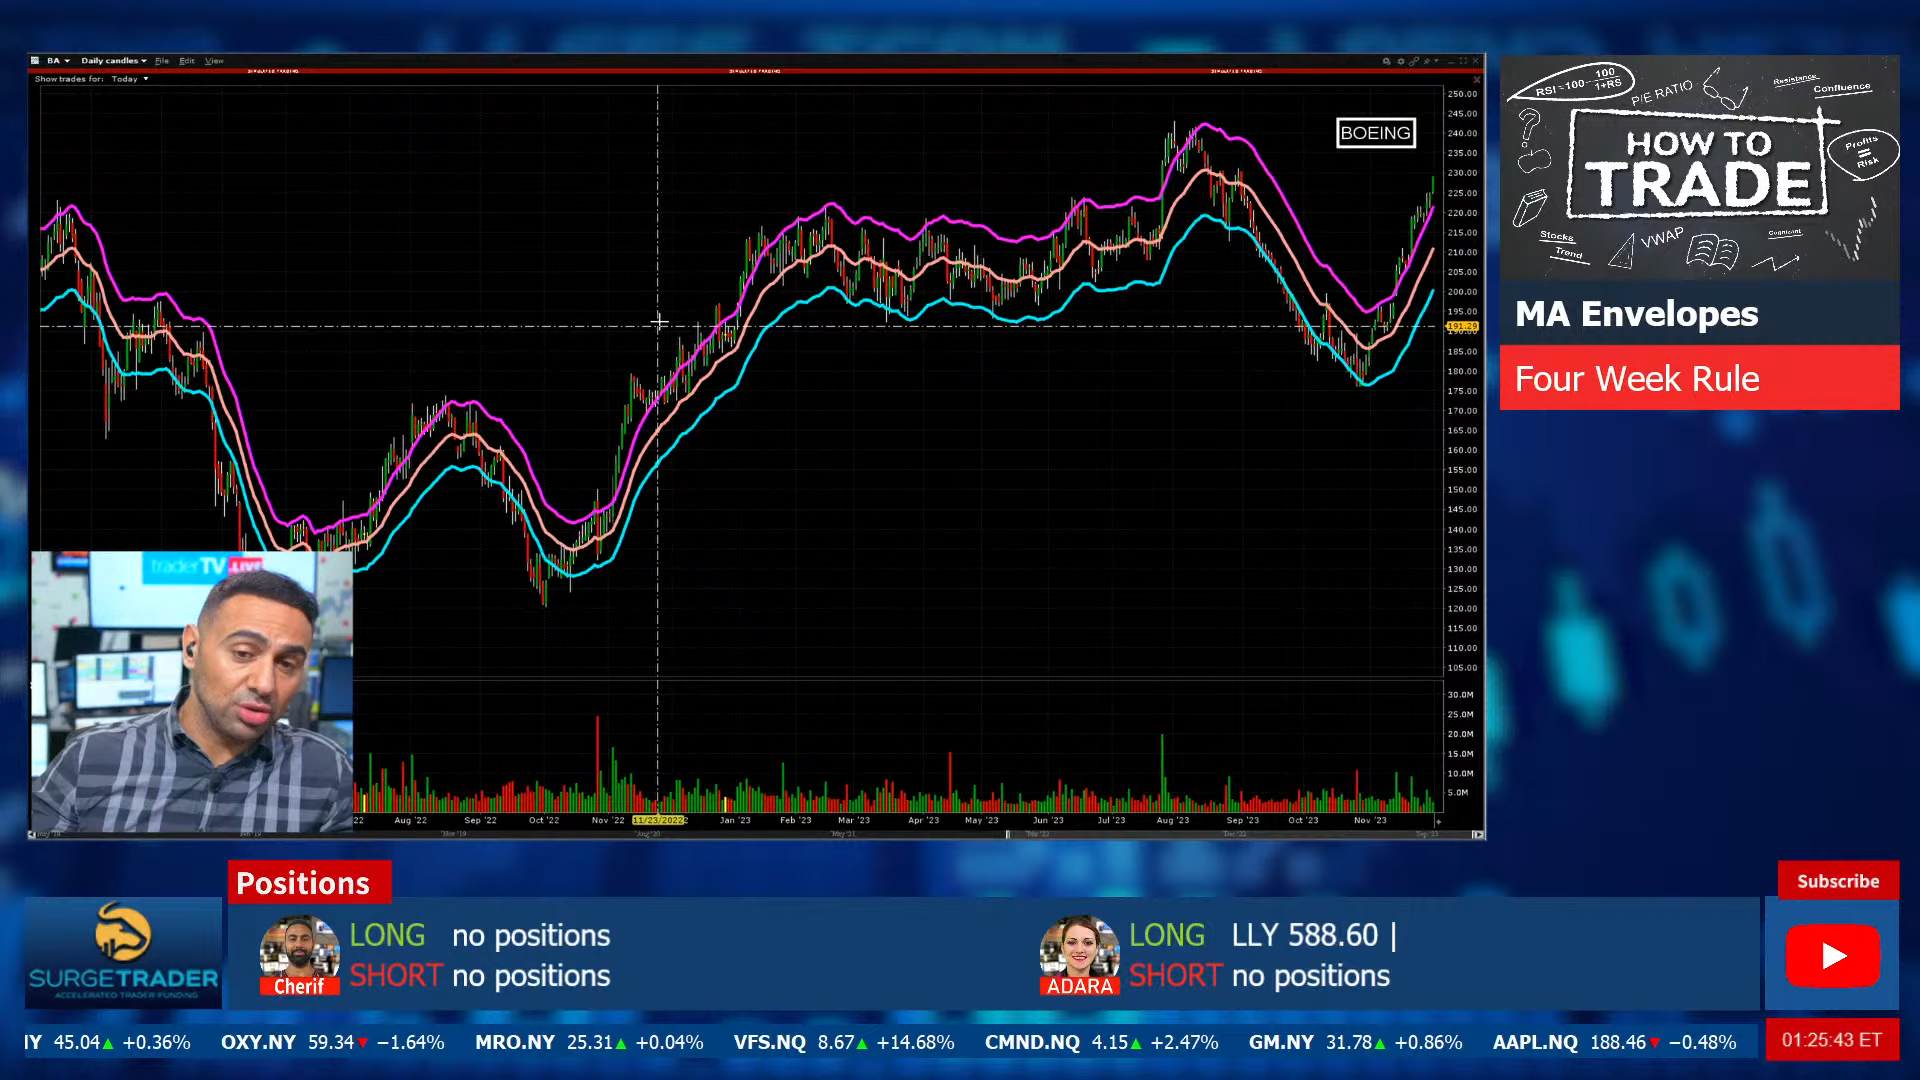 BA
Daily candles
File
Edit
View
Show trades for: Today
BOEING
250.00
245.00
240.00
235.00
230.00
225.00
220.00
215.00
210.00
205.00
200.00
195.00
191.29
190.00
185.00
180.00
175.00
170.00
165.00
160.00
155.00
150.00
145.00
140.00
135.00
130.00
125.00
120.00
115.00
110.00
105.00
30.0M
25.0M
20.0M
15.0M
10.0M
5.0M
Aug '22 Sep '22 Oct '22 Nov '22 11/23/2022 Jan '23 Feb '23 Mar '23 Apr '23 May '23 Jun '23 Jul '23 Aug '23 Sep '23 Oct '23 Nov '23
traderTV.LIVE
RSI=100- 100
1+RS
P/E RATIO
Resistance
Confluence
HOW TO
TRADE
Profits
=
Risk
Stocks
Trend
VWAP
MA Envelopes
Four Week Rule
Positions
SURGETRADER
ACCELERATED TRADER FUNDING
Cherif
LONG no positions
SHORT no positions
ADARA
LONG LLY 588.60 |
SHORT no positions
Subscribe
45.04 +0.36% OXY.NY 59.34 −1.64% MRO.NY 25.31 +0.04% VFS.NQ 8.67 +14.68% CMND.NQ 4.15 +2.47% GM.NY 31.78 +0.86% AAPL.NQ 188.46 −0.48%
01:25:43 ET